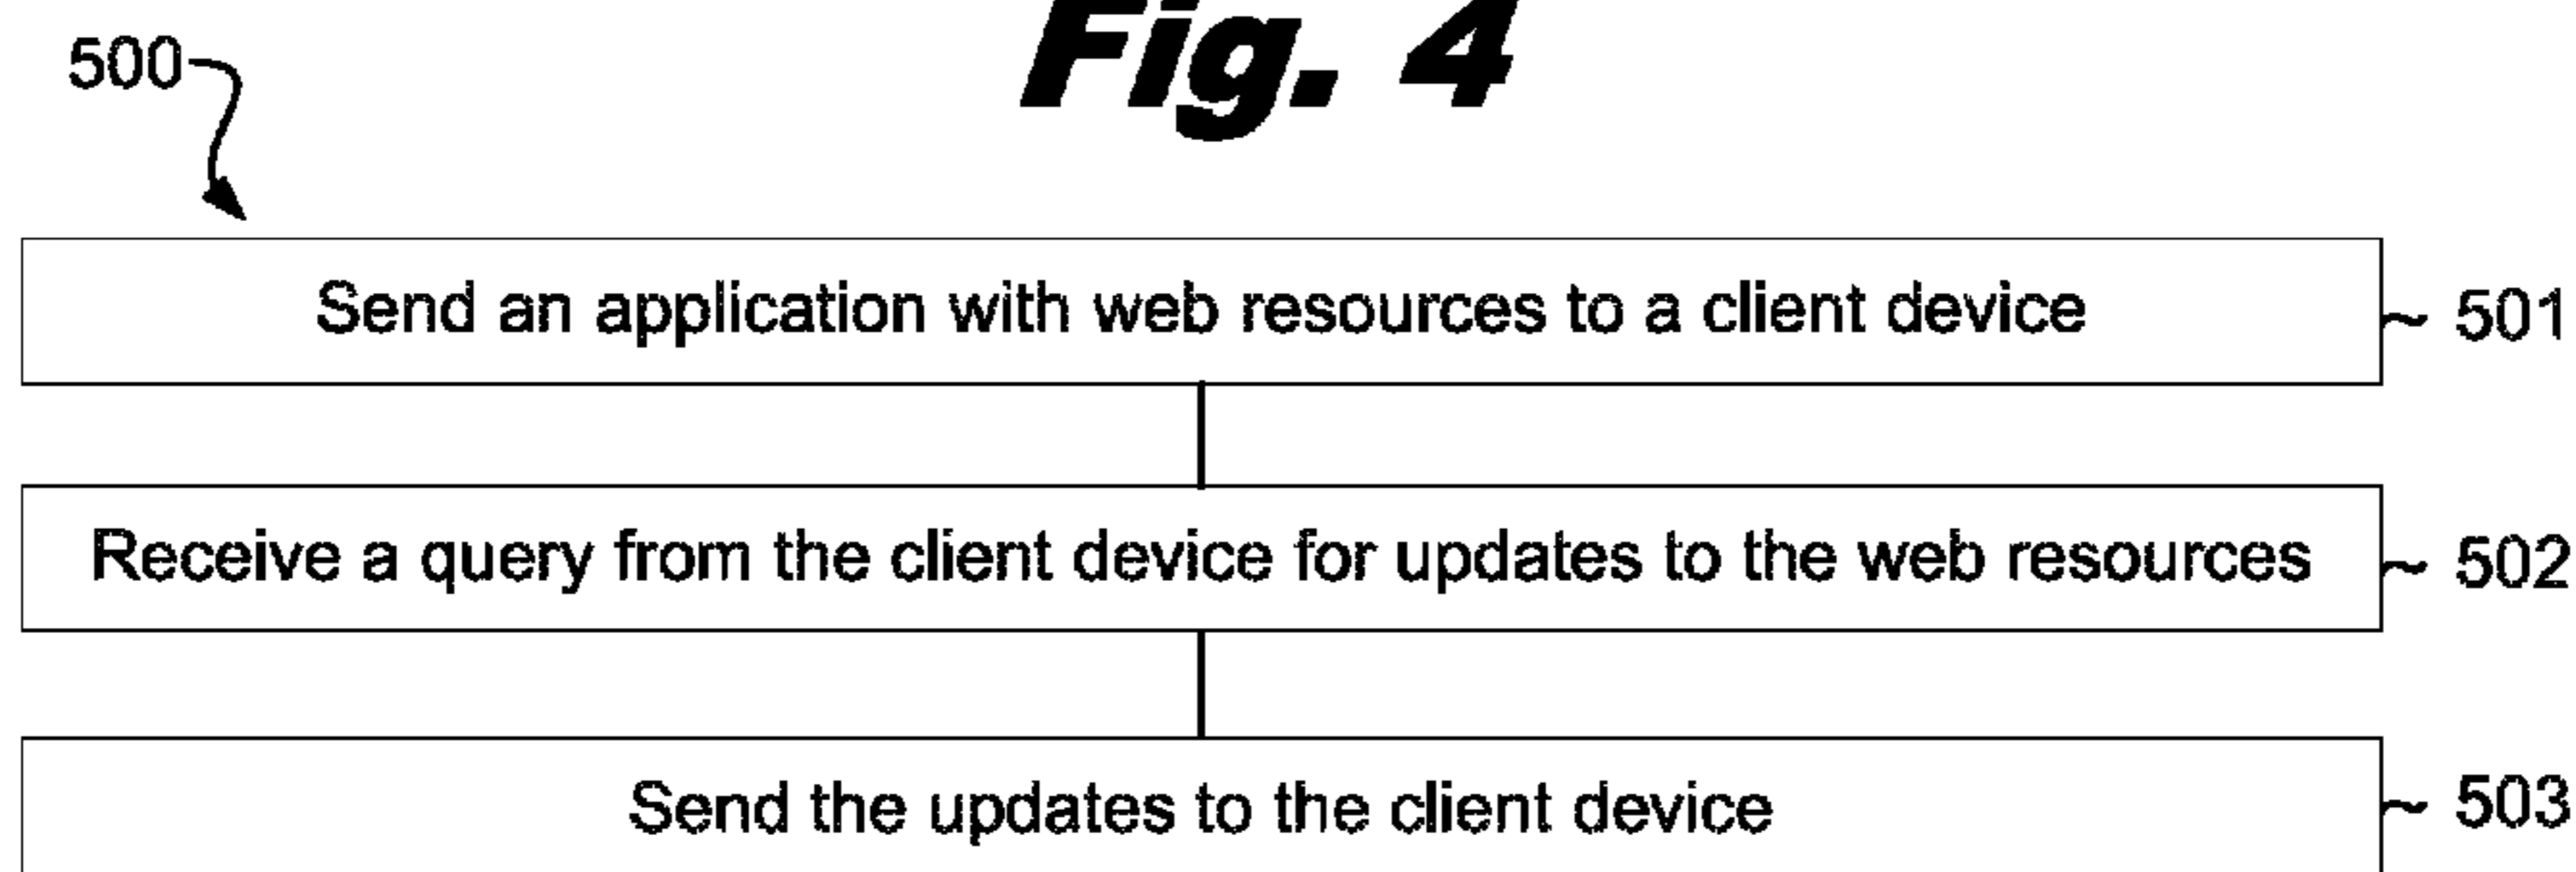 Fig. 4
500
Send an application with web resources to a client device
~ 501
Receive a query from the client device for updates to the web resources
~ 502
Send the updates to the client device
~ 503